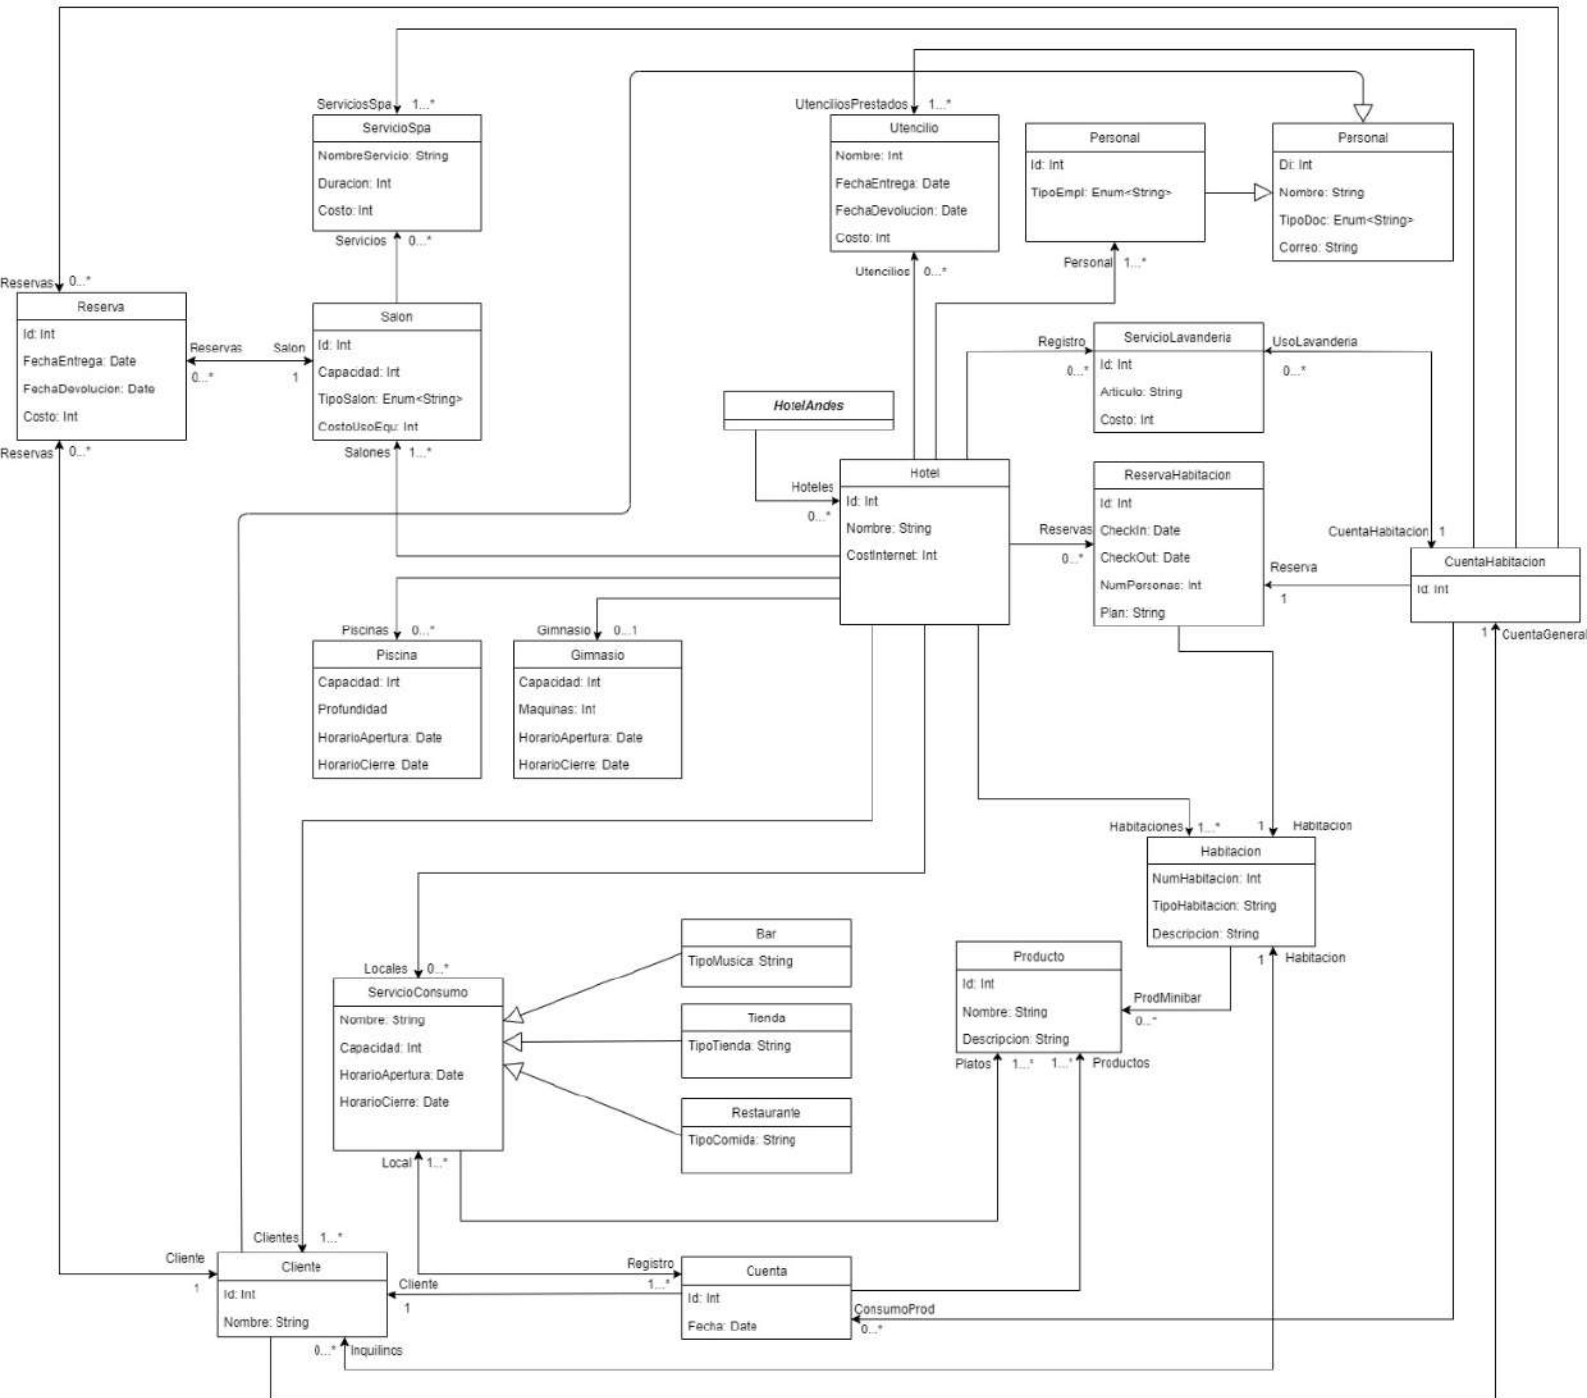 ServiciosSpa 1...*
ServicioSpa
NombreServicio: String
Duracion: Int
Costo: Int
Servicios 0...*
UtenciliosPrestados 1...*
Utencilio
Nombre: Int
FechaEntrega: Date
FechaDevolucion: Date
Costo: Int
Utencilios 0...*
Personal
Id: Int
TipoEmpl: Enum<String>
Personal 1...*
Personal
Di: Int
Nombre: String
TipoDoc: Enum<String>
Correo: String
Reservas 0...*
Reserva
Id: Int
FechaEntrega: Date
FechaDevolucion: Date
Costo: Int
Reservas 0...*
Reservas Salon
0...* 1
Salon
Id: Int
Capacidad: Int
TipoSalon: Enum<String>
CostoUsoEqu: Int
Salones 1...*
HotelAndes
Hoteles
0...*
Hotel
Id: Int
Nombre: String
CostInternet: Int
Registro
0...*
ServicioLavanderia
Id: Int
Articulo: String
Costo: Int
UsoLavanderia
0...*
Reservas
0...*
ReservaHabitacion
Id: Int
CheckIn: Date
CheckOut: Date
NumPersonas: Int
Plan: String
CuentaHabitacion 1
Reserva
1
CuentaHabitacion
Id: Int
1 CuentaGeneral
Piscinas 0...*
Piscina
Capacidad: Int
Profundidad
HorarioApertura: Date
HorarioCierre: Date
Gimnasio 0...1
Gimnasio
Capacidad: Int
Maquinas: Int
HorarioApertura: Date
HorarioCierre: Date
Habitaciones 1...* 1 Habitacion
Habitacion
NumHabitacion: Int
TipoHabitacion: String
Descripcion: String
1 Habitacion
Locales 0...*
ServicioConsumo
Nombre: String
Capacidad: Int
HorarioApertura: Date
HorarioCierre: Date
Local 1...*
Bar
TipoMusica: String
Tienda
TipoTienda: String
Restaurante
TipoComida: String
Producto
Id: Int
Nombre: String
Descripcion: String
ProdMinibar
0...*
Platos 1...* 1...* Productos
Clientes 1...*
Cliente
1
Cliente
Id: Int
Nombre: String
0...* Inquilinos
Registro
1...*
Cliente
1
Cuenta
Id: Int
Fecha: Date
ConsumoProd
0...*